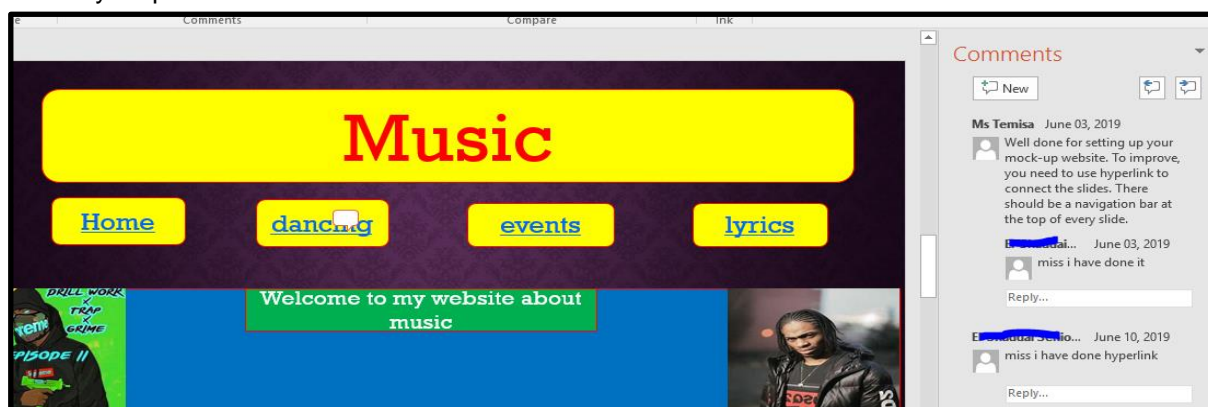 Comments
Compare
Ink
Music
Home
events
lyrics
DRILL WORK
X
TRAP
X
GRIME
EPISODE II
Welcome to my website about
music
Comments
New
Ms Temisa June 03, 2019
Well done for setting up your
mock-up website. To improve,
you need to use hyperlink to
connect the slides. There
should be a navigation bar at
the top of every slide.
June 03, 2019
miss i have done it
Reply...
June 10, 2019
miss i have done hyperlink
Reply...